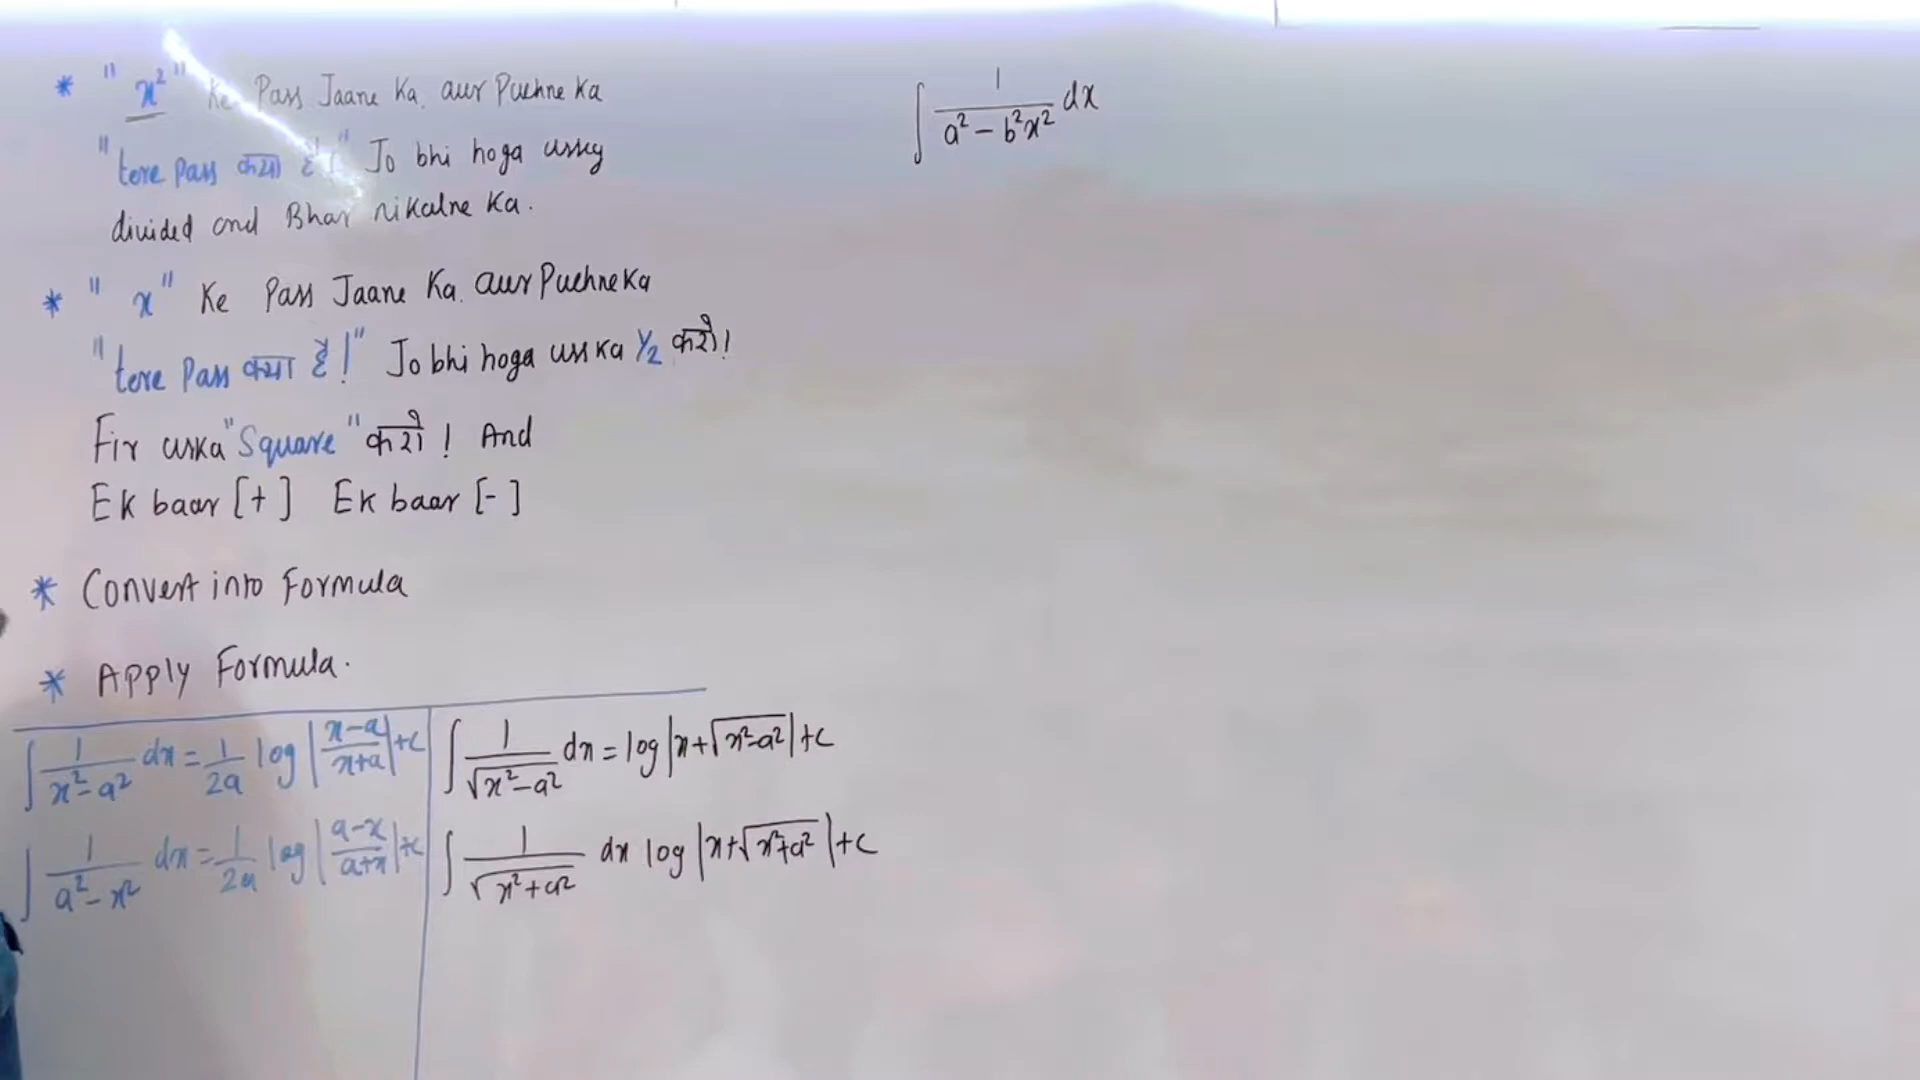 * "x²" Ke Pass Jaane Ka aur Puchne Ka
"tere Pass क्या है!" Jo bhi hoga ussey
divided and Bhar nikalne Ka.
* "x" Ke Pass Jaane Ka aur Puchne Ka
"tere Pass क्या है!" Jo bhi hoga uss ka 1/2 करो!
Fir uska "Square" करो! And
Ek baar [+] Ek baar [-]
* Convert into Formula
* Apply Formula.
∫ 1/(x²-a²) dx = 1/2a log |(x-a)/(x+a)| +c
∫ 1/(a²-x²) dx = 1/2a log |(a-x)/(a+x)| +c
∫ 1/√(x²-a²) dx = log |x+√(x²-a²)| +c
∫ 1/√(x²+a²) dx log |x+√(x²+a²)| +c
∫ 1/(a²-b²x²) dx